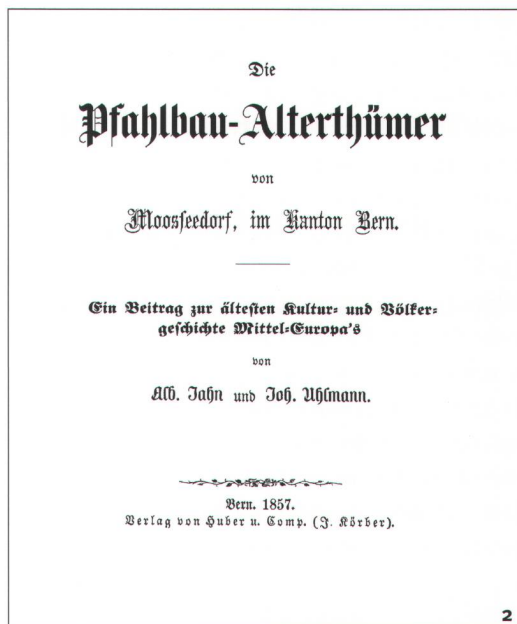 Die
Pfahlbau-Alterthümer
von
Moosseedorf, im Kanton Bern.
Ein Beitrag zur ältesten Kultur- und Völker-
geschichte Mittel-Europa's
von
Alb. Jahn und Joh. Uhlmann.
Bern. 1857.
Verlag von Huber u. Comp. (J. Körber).
2